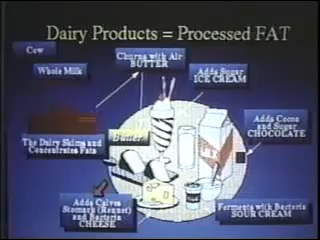 Dairy Products = Processed FAT
Cow
Whole Milk
Churns with Air
BUTTER
Adds Sugar
ICE CREAM
Adds Cocoa
and Sugar
CHOCOLATE
The Dairy Skims and
Concentrates Fats
Butter
Adds Calves
Stomach (Rennet)
and Bacteria
CHEESE
Ferments with Bacteria
SOUR CREAM